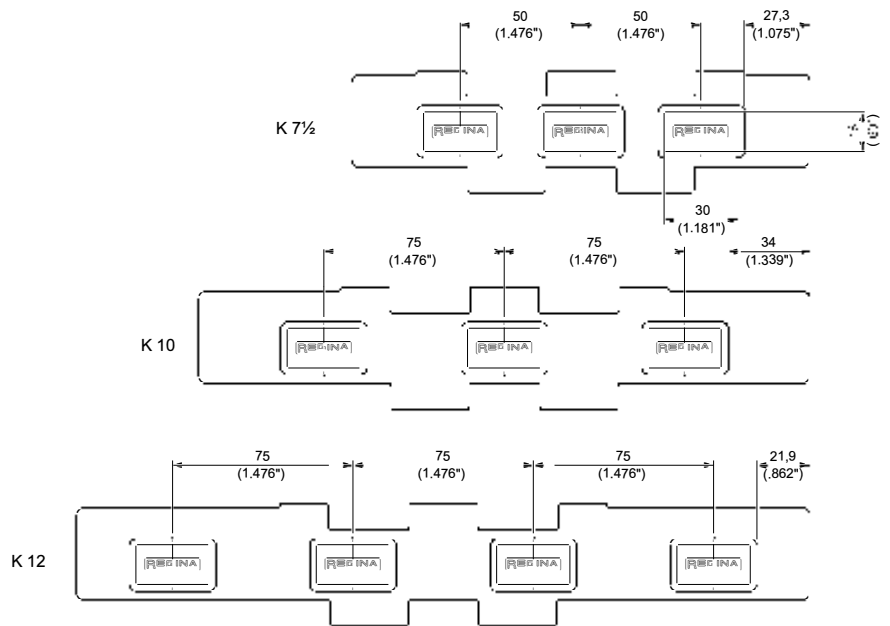 50 50 27,3
(1.476") (1.476") (1.075")
K 7½
REGINA REGINA REGINA
30
(1.181")
75 75 34
(1.476") (1.476") (1.339")
K 10
REGINA REGINA REGINA
75 75 75 21,9
(1.476") (1.476") (1.476") (.862")
K 12
REGINA REGINA REGINA REGINA